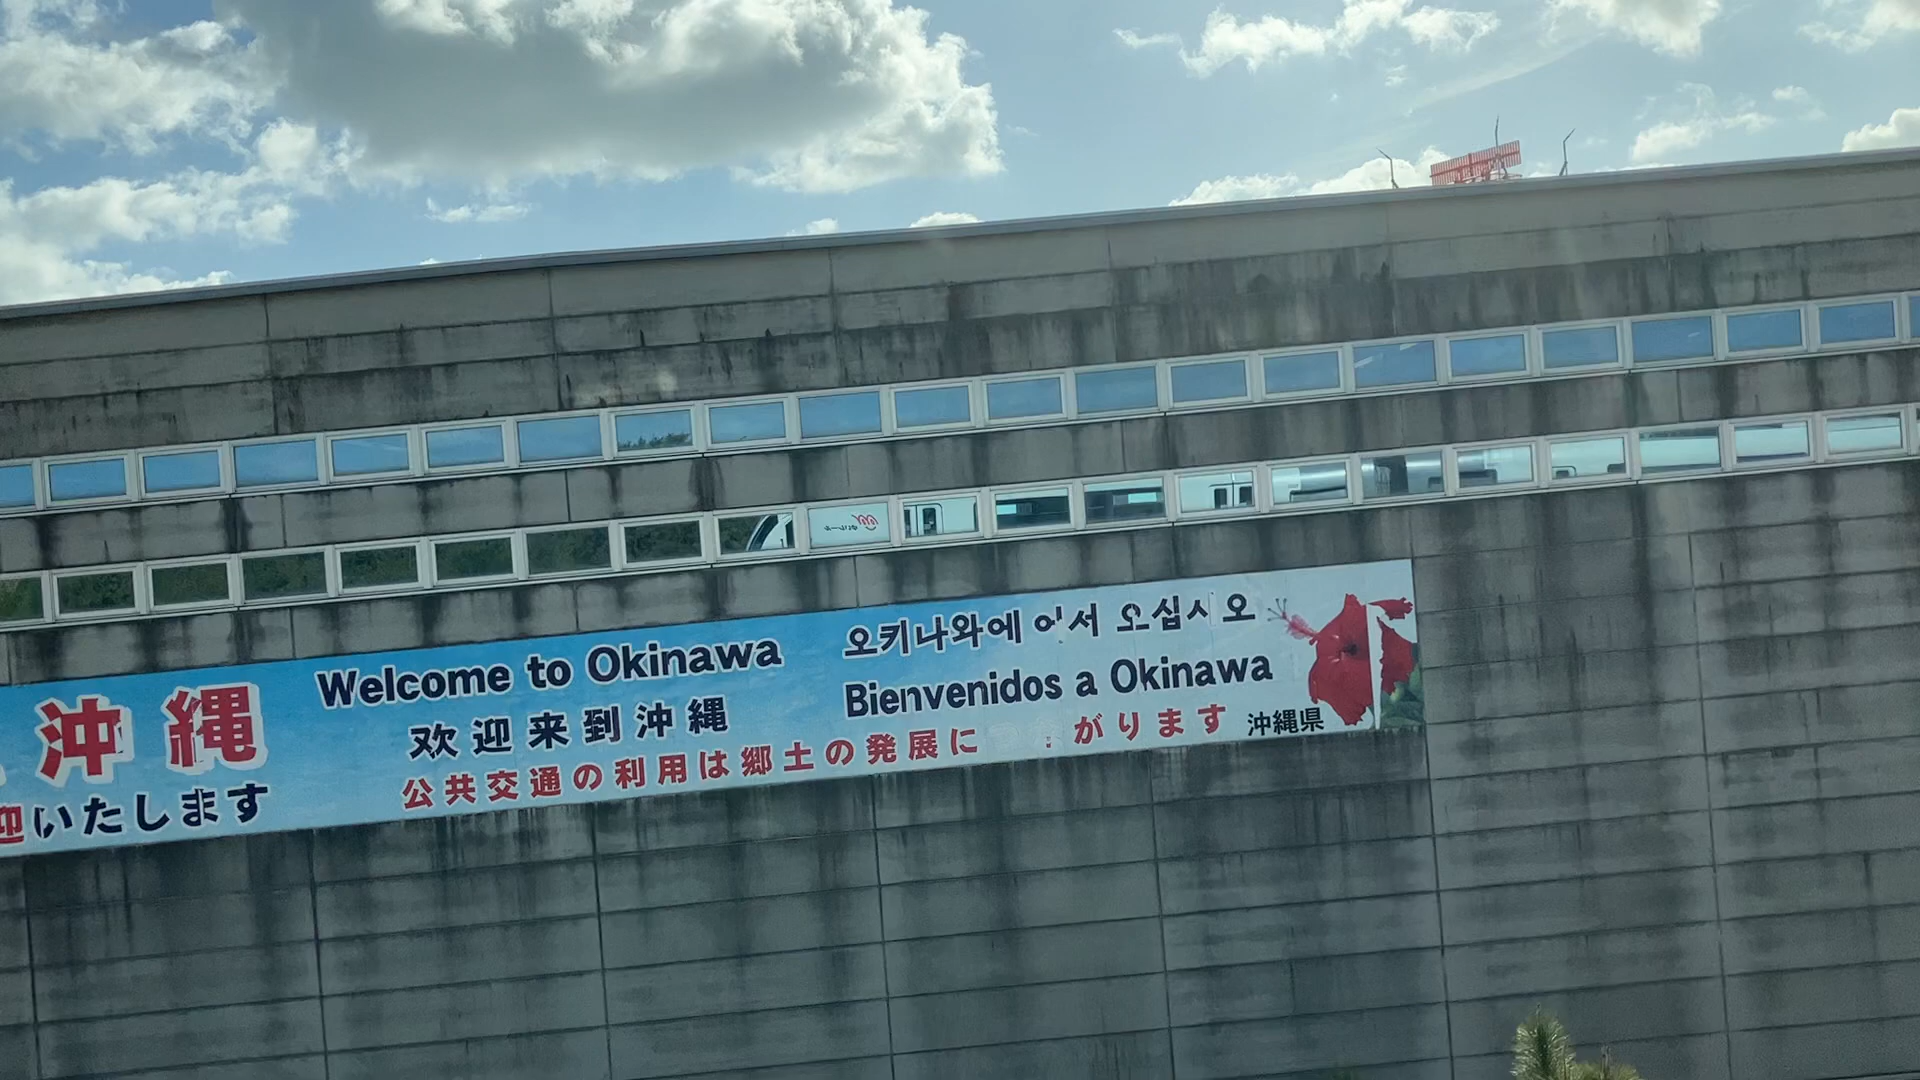 沖縄
迎いたします
Welcome to Okinawa
欢迎来到沖縄
오키나와에 어서 오십시오
Bienvenidos a Okinawa
公共交通の利用は郷土の発展に がります
沖縄県